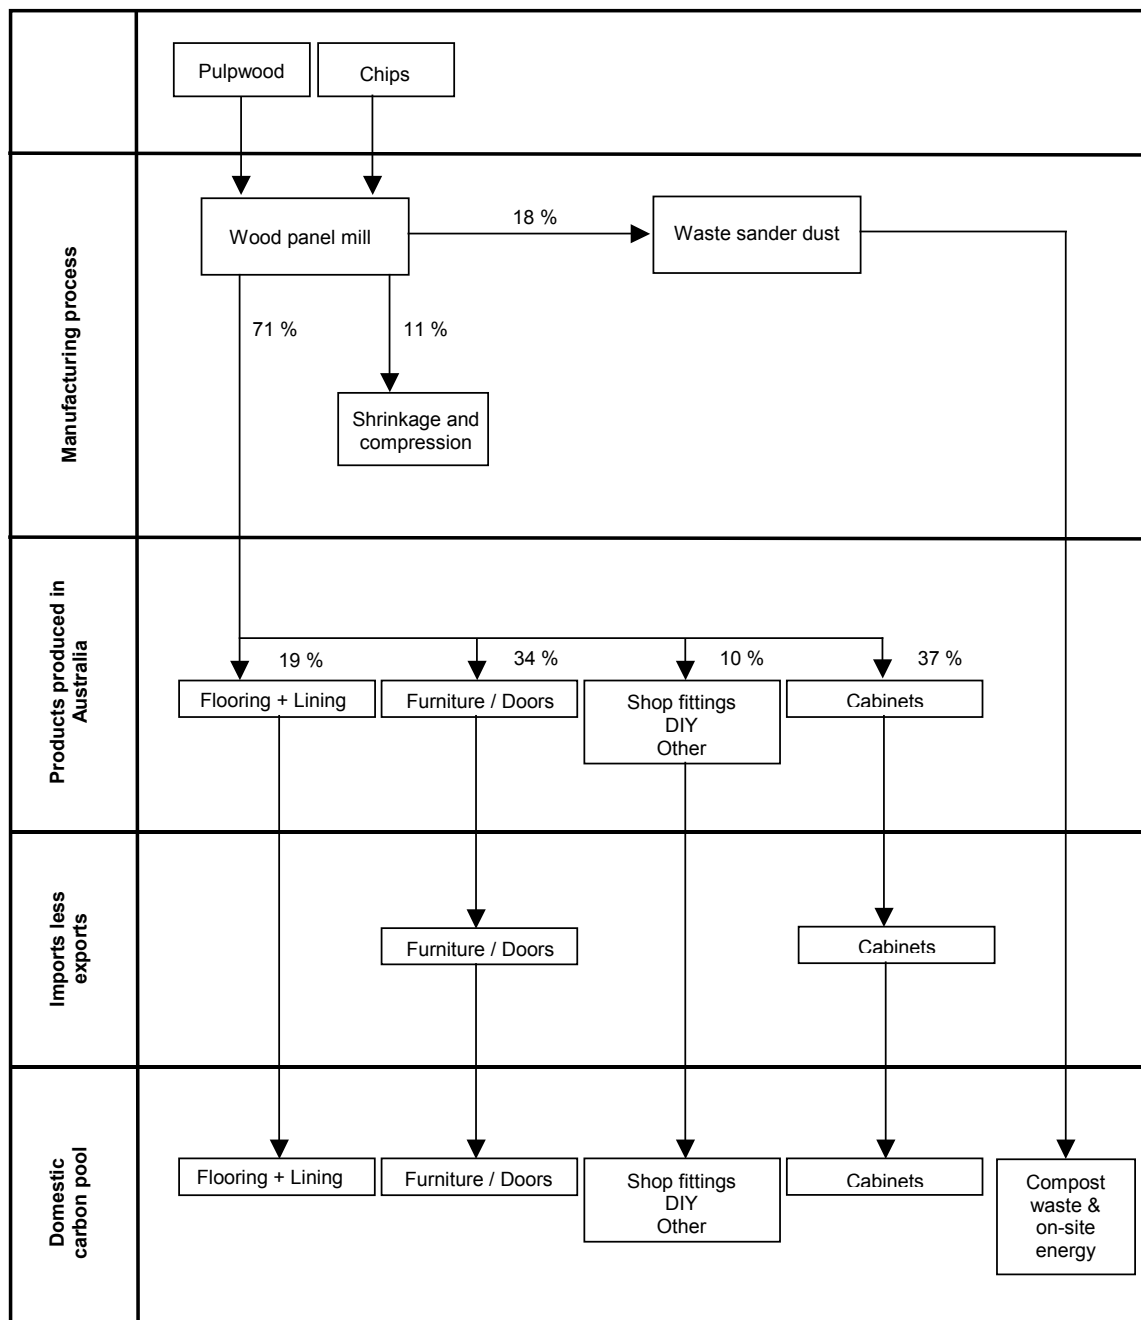 Pulpwood
Chips
Manufacturing process
Wood panel mill
18 %
Waste sander dust
71 %
11 %
Shrinkage and
compression
Products produced in
Australia
19 %
34 %
10 %
37 %
Flooring + Lining
Furniture / Doors
Shop fittings
DIY
Other
Cabinets
Imports less
exports
Furniture / Doors
Cabinets
Domestic
carbon pool
Flooring + Lining
Furniture / Doors
Shop fittings
DIY
Other
Cabinets
Compost
waste &
on-site
energy